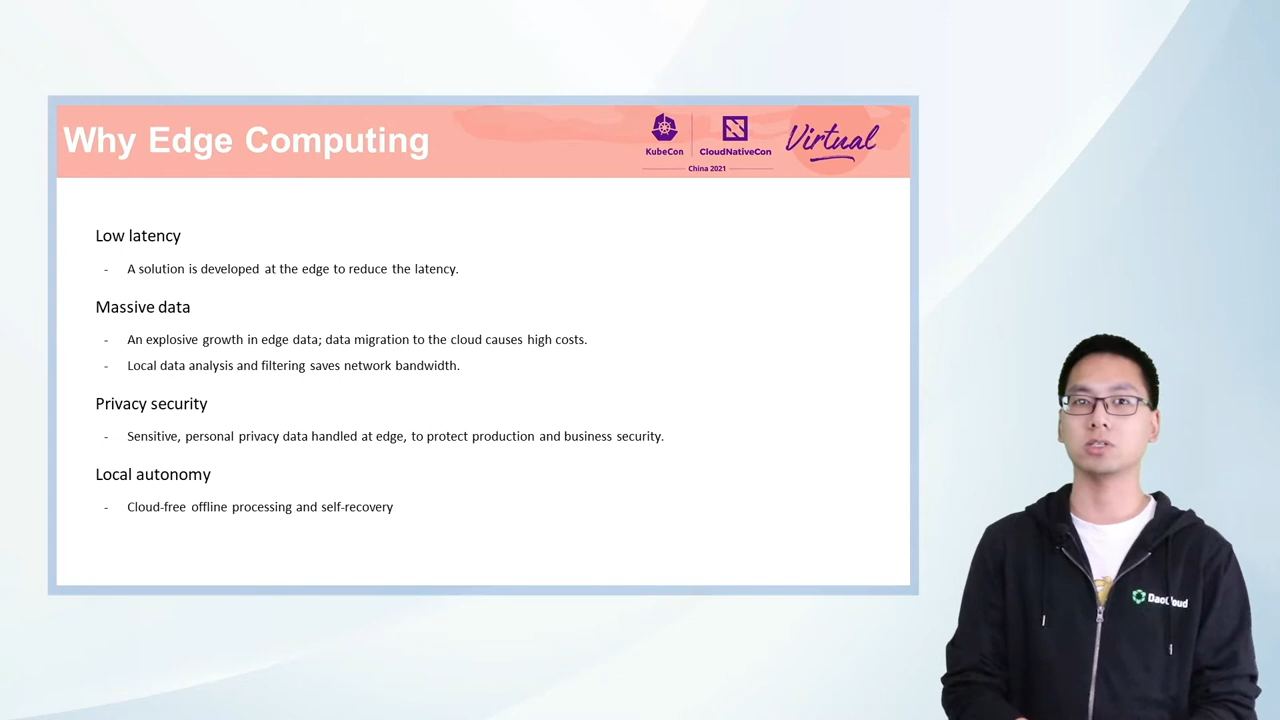 Why Edge Computing
KubeCon
CloudNativeCon
Virtual
China 2021
Low latency
- A solution is developed at the edge to reduce the latency.
Massive data
- An explosive growth in edge data; data migration to the cloud causes high costs.
- Local data analysis and filtering saves network bandwidth.
Privacy security
- Sensitive, personal privacy data handled at edge, to protect production and business security.
Local autonomy
- Cloud-free offline processing and self-recovery
DaoCloud